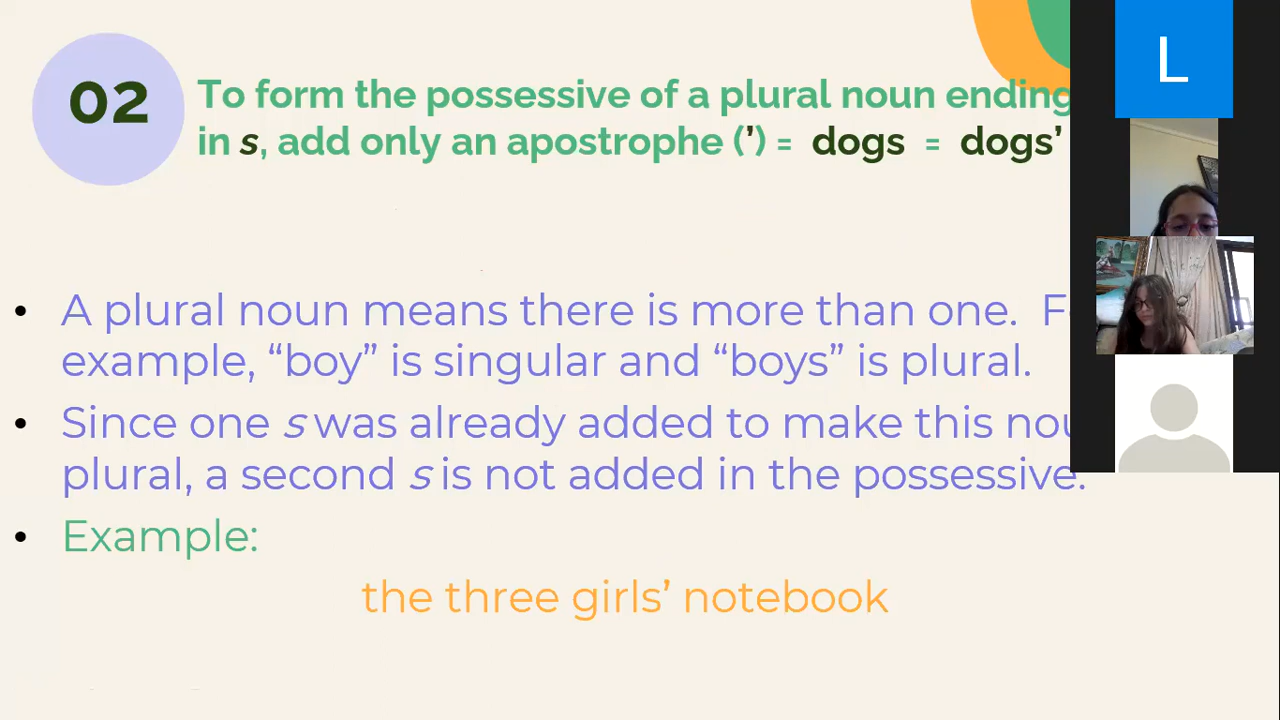 02
To form the possessive of a plural noun ending
in s, add only an apostrophe (’) = dogs = dogs’
• A plural noun means there is more than one.
example, “boy” is singular and “boys” is plural.
• Since one s was already added to make this
plural, a second s is not added in the possessive.
• Example:
the three girls’ notebook
L